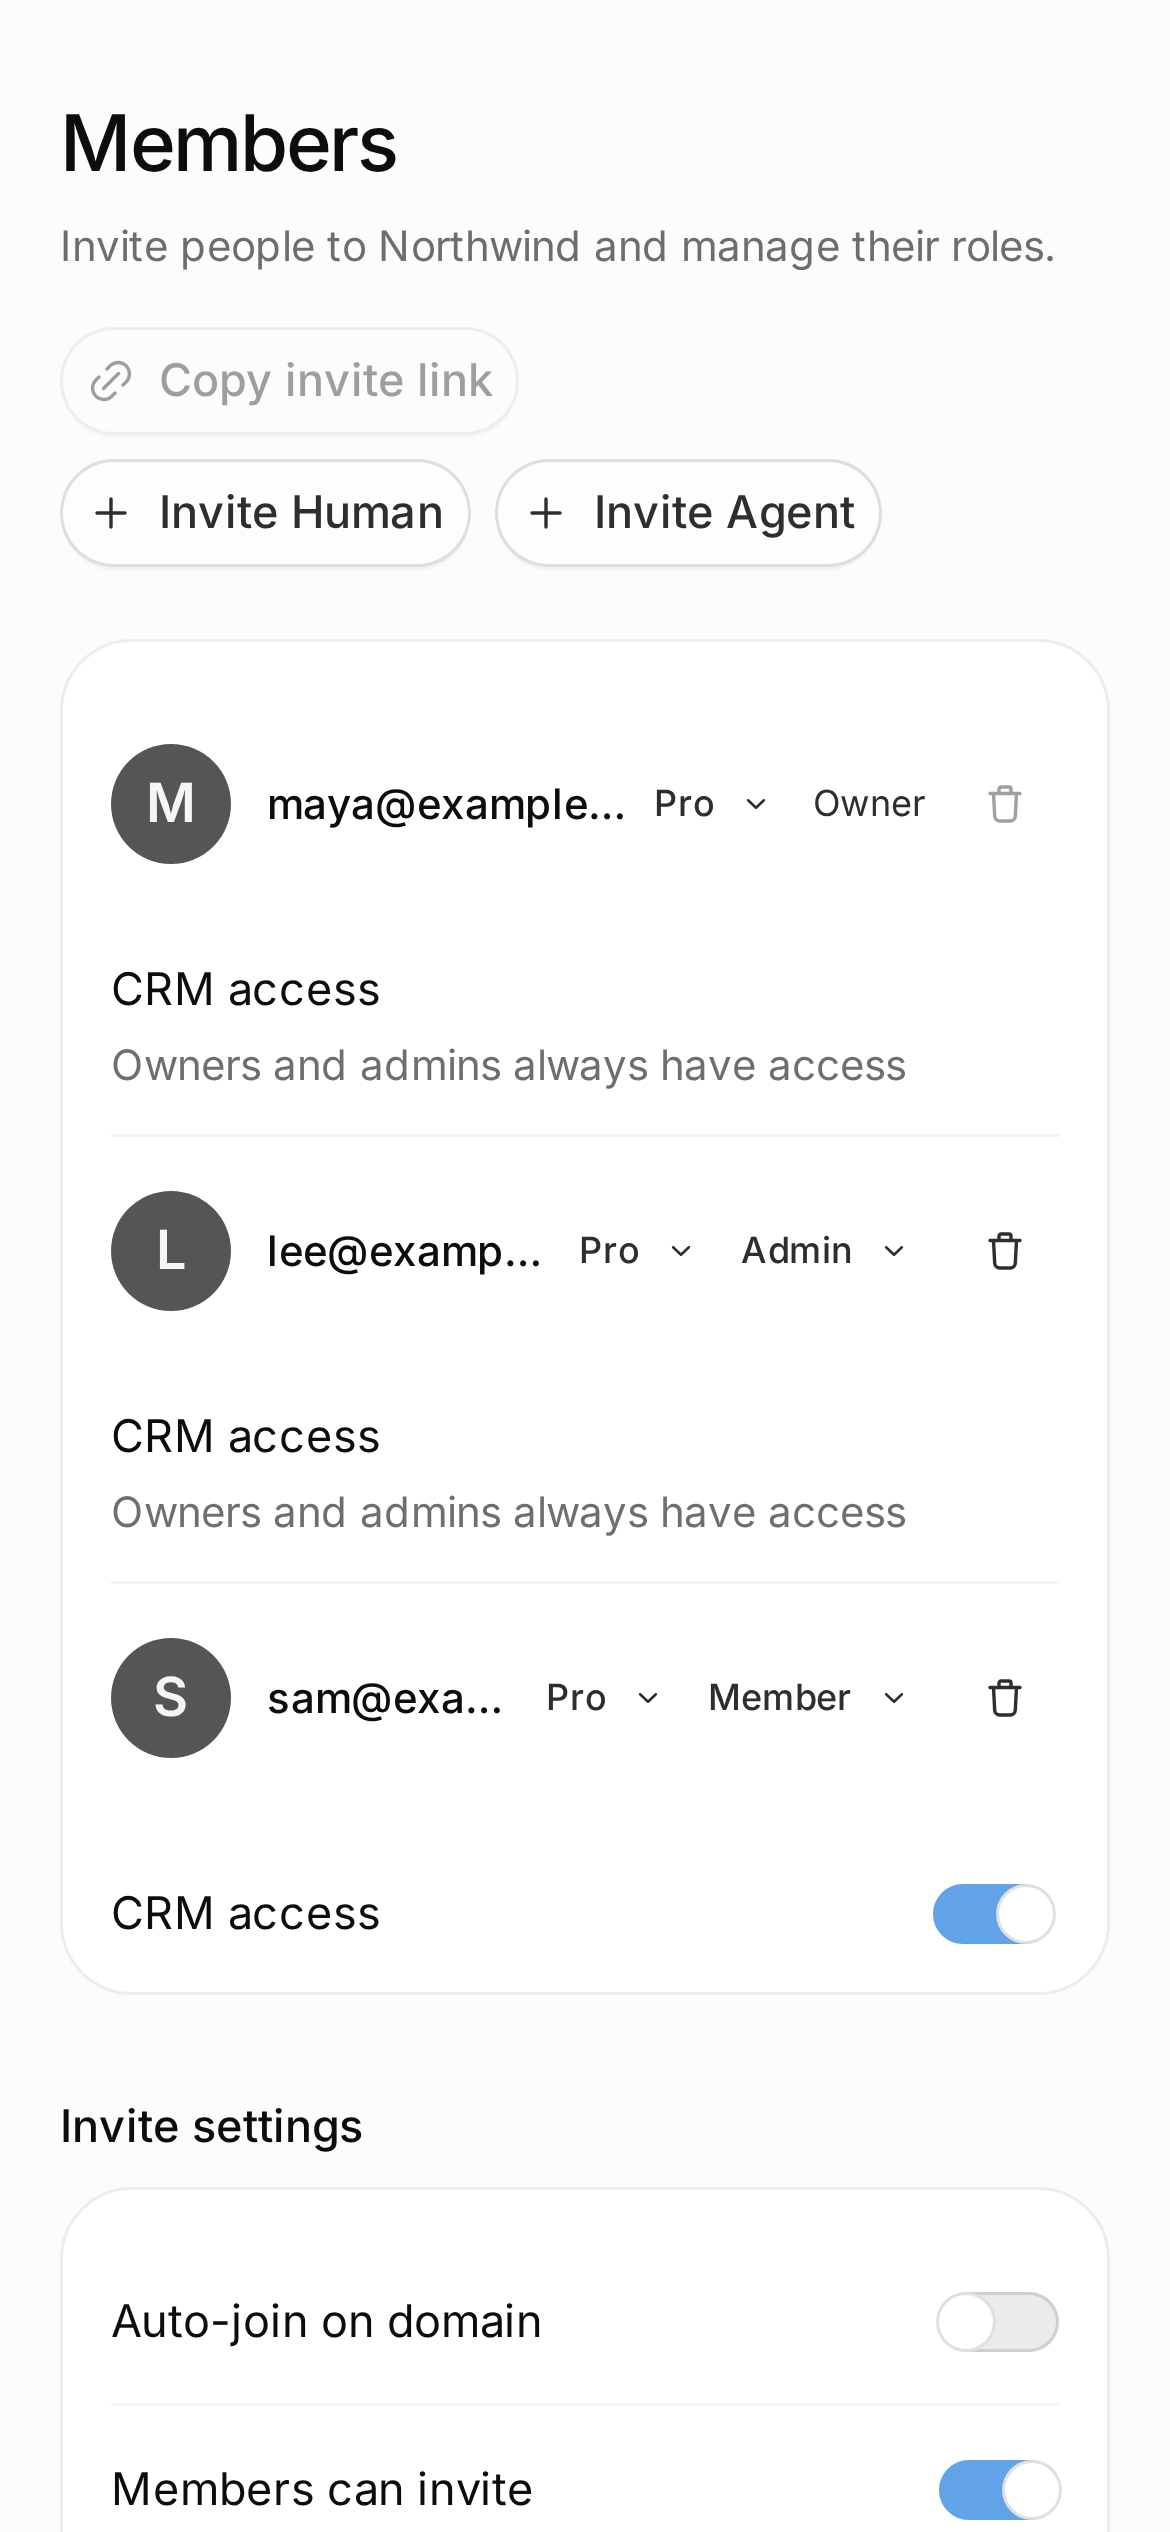 Members
Invite people to Northwind and manage their roles.
Copy invite link
Invite Human Invite Agent
M maya@example... Pro Owner
CRM access
Owners and admins always have access
L lee@examp... Pro Admin
CRM access
Owners and admins always have access
S sam@exa... Pro Member
CRM access
Invite settings
Auto-join on domain
Members can invite